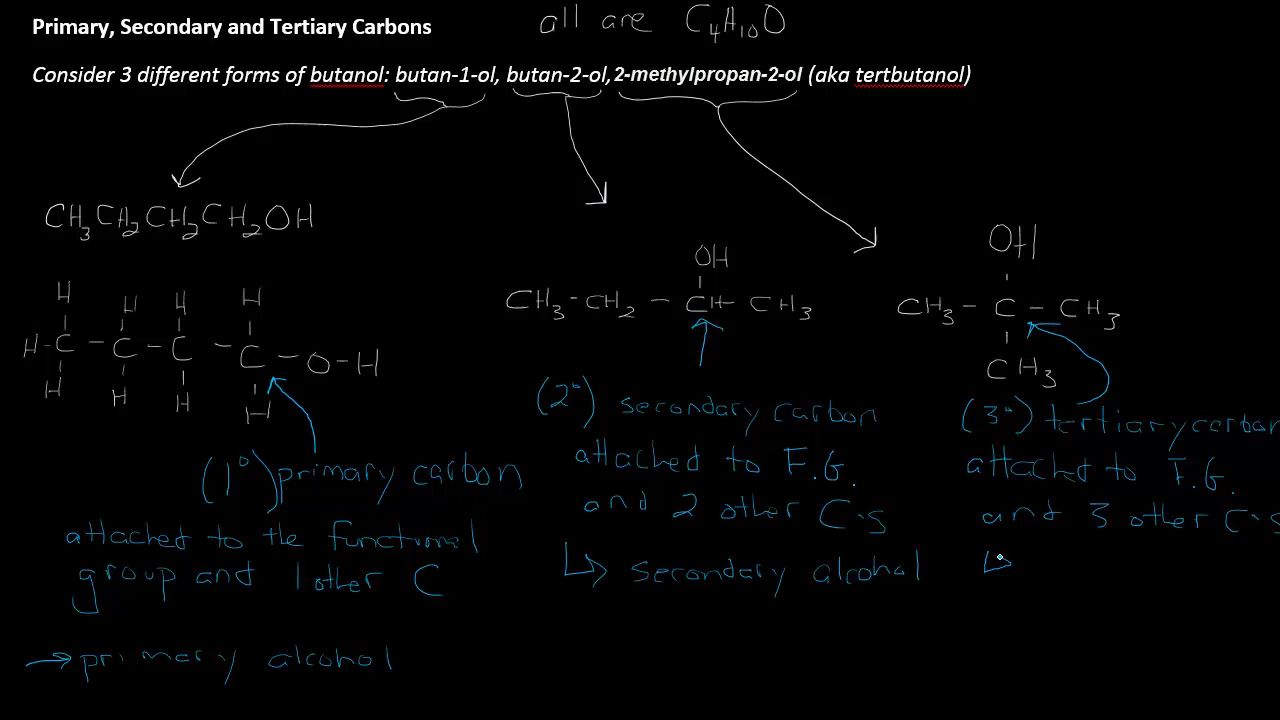 Primary, Secondary and Tertiary Carbons
all are C4H10O
Consider 3 different forms of butanol: butan-1-ol, butan-2-ol, 2-methylpropan-2-ol (aka tertbutanol)
CH3CH2CH2CH2OH
H H H H
H - C - C - C - C - O - H
H H H H
(1°) primary carbon
attached to the functional
group and 1 other C
→ primary alcohol
OH
CH3 - CH2 - CH - CH3
(2°) secondary carbon
attached to F.G.
and 2 other C's
↳ secondary alcohol
OH
CH3 - C - CH3
CH3
(3°) tertiary carbon
attached to F.G.
and 3 other C's